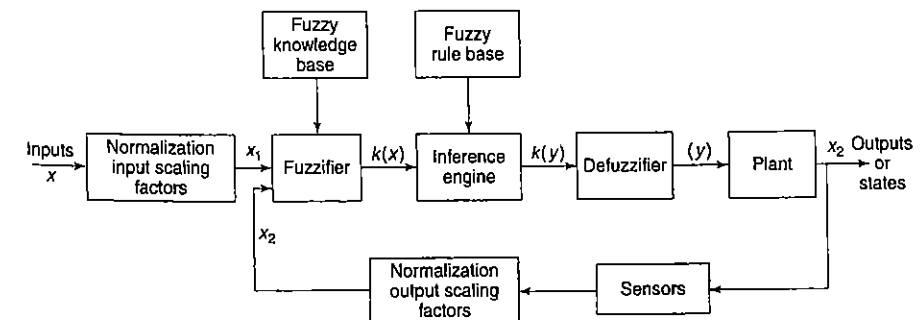 Fuzzy
knowledge
base
Fuzzy
rule base
Inputs
x
Normalization
input scaling
factors
x₁
Fuzzifier
k(x)
Inference
engine
k(y)
Defuzzifier
(y)
Plant
x₂ Outputs
or
states
x₂
Normalization
output scaling
factors
Sensors